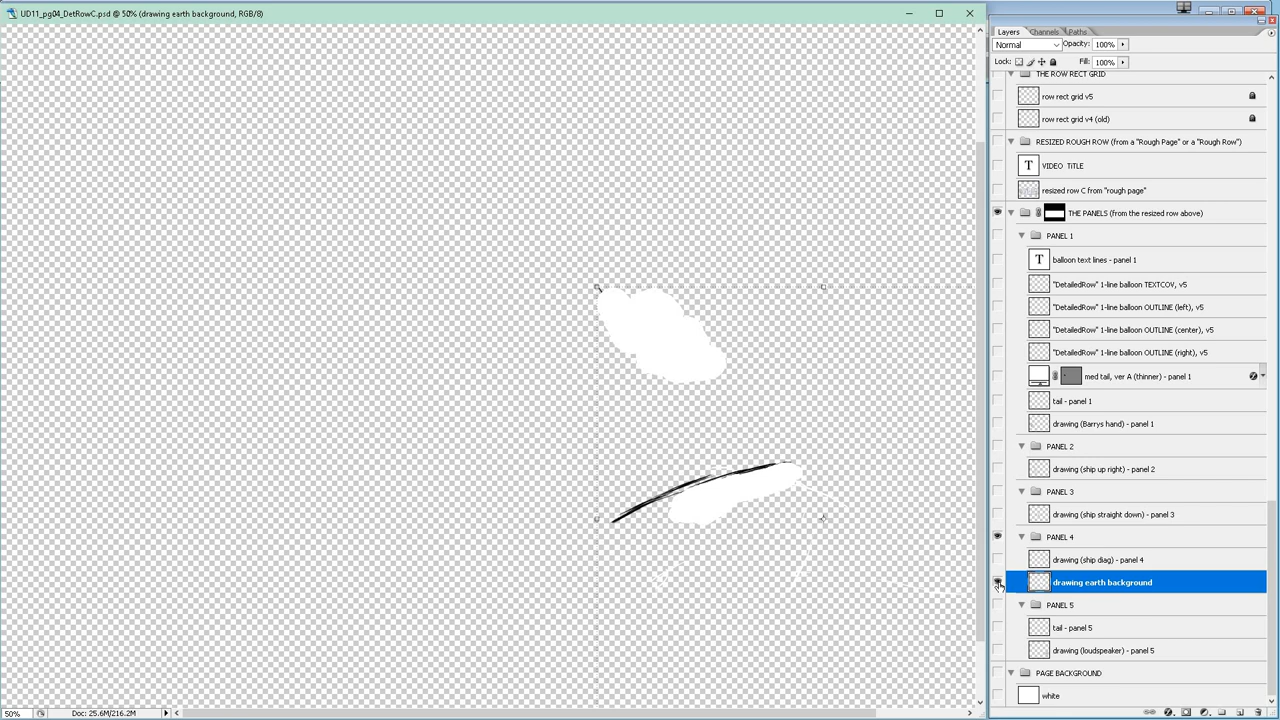 UD11_pg04_DetRowC.psd @ 50% (drawing earth background, RGB/8)
Layers Channels Paths
Normal Opacity: 100%
Lock: Fill: 100%
THE ROW RECT GRID
row rect grid v5
row rect grid v4 (old)
RESIZED ROUGH ROW (from a "Rough Page" or a "Rough Row")
T VIDEO TiTLE
resized row C from "rough page"
THE PANELS (from the resized row above)
PANEL 1
T balloon text lines - panel 1
"DetailedRow" 1-line balloon TEXTCOV, v5
"DetailedRow" 1-line balloon OUTLINE (left), v5
"DetailedRow" 1-line balloon OUTLINE (center), v5
"DetailedRow" 1-line balloon OUTLINE (right), v5
med tail, ver A (thinner) - panel 1
tail - panel 1
drawing (Barrys hand) - panel 1
PANEL 2
drawing (ship up right) - panel 2
PANEL 3
drawing (ship straight down) - panel 3
PANEL 4
drawing (ship diag) - panel 4
drawing earth background
PANEL 5
tail - panel 5
drawing (loudspeaker) - panel 5
PAGE BACKGROUND
white
50% Doc: 25.6M/216.2M